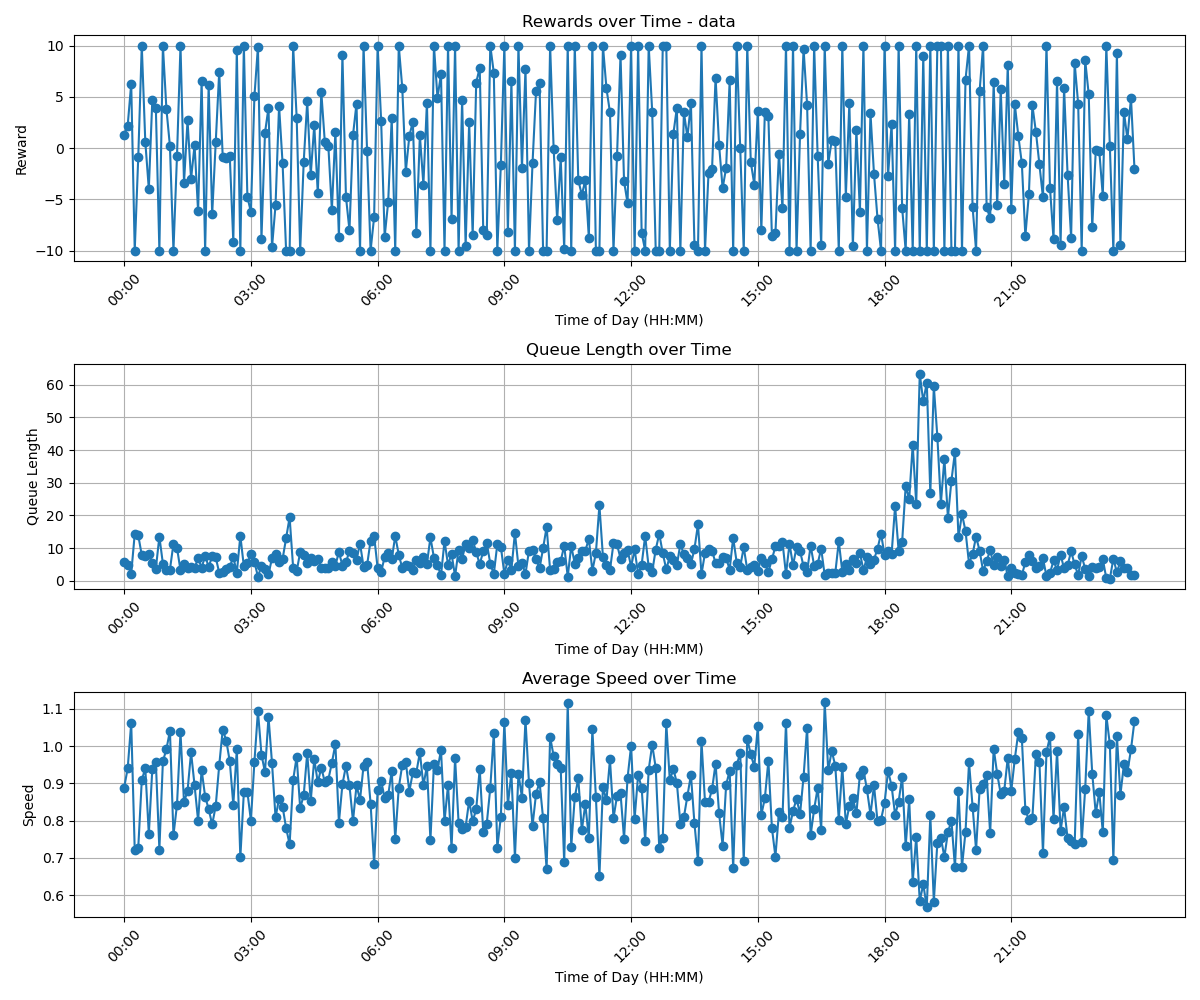 Rewards over Time - data
10
5
0
−5
−10
Reward
00:00 03:00 06:00 09:00 12:00 15:00 18:00 21:00
Time of Day (HH:MM)
Queue Length over Time
60
50
40
30
20
10
0
Queue Length
00:00 03:00 06:00 09:00 12:00 15:00 18:00 21:00
Time of Day (HH:MM)
Average Speed over Time
1.1
1.0
0.9
0.8
0.7
0.6
Speed
00:00 03:00 06:00 09:00 12:00 15:00 18:00 21:00
Time of Day (HH:MM)